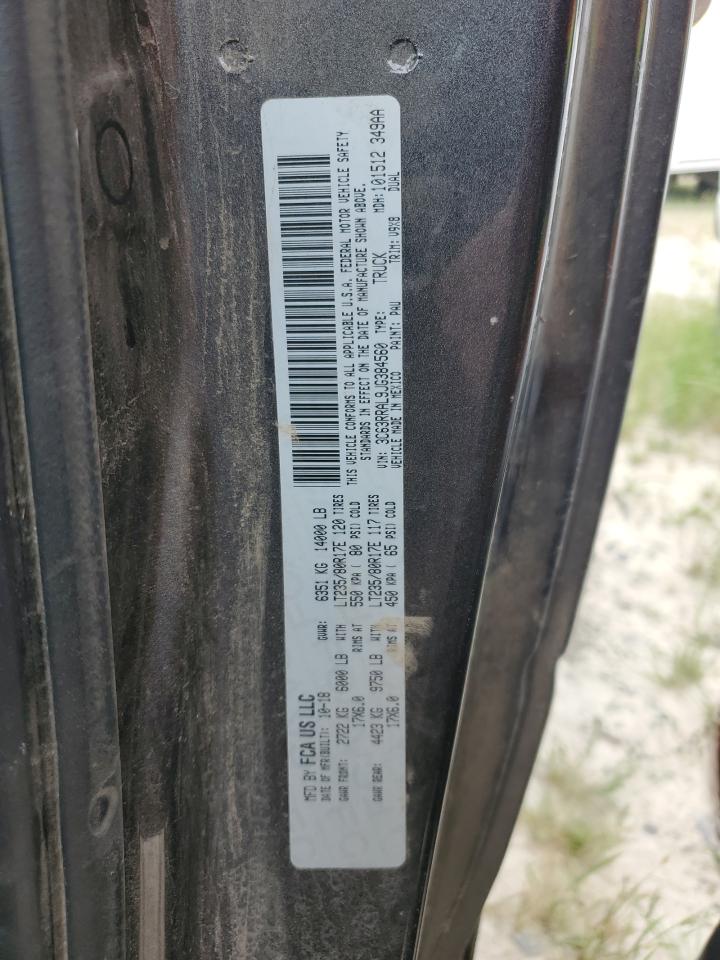 MFD BY FCA US LLC
DATE OF MFR(BUILT): 10-18 GVWR: 6351 KG 14000 LB
GAWR FRONT: 2722 KG 6000 LB WITH LT235/80R17E 120 TIRES
17X6.0 RIMS AT 550 KPA( 80 PSI) COLD
GAWR REAR: 4423 KG 9750 LB WITH LT235/80R17E 117 TIRES
17X6.0 RIMS AT 450 KPA ( 65 PSI) COLD
THIS VEHICLE CONFORMS TO ALL APPLICABLE U.S.A. FEDERAL MOTOR VEHICLE SAFETY
STANDARDS IN EFFECT ON THE DATE OF MANUFACTURE SHOWN ABOVE.
VIN: 3C63RRAL9JG384560 TYPE: TRUCK MDH:101512 349AA
VEHICLE MADE IN MEXICO PAINT: PAU TRIM: V9X8 DUAL